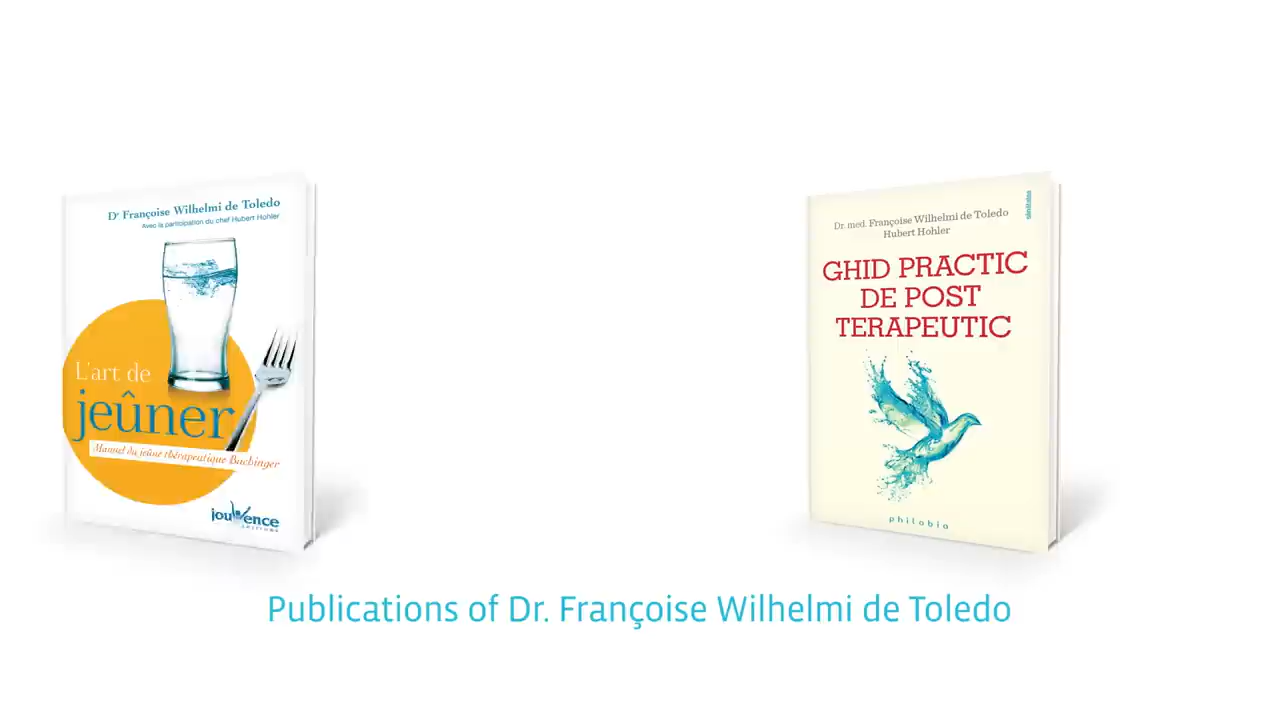 Dʳ Françoise Wilhelmi de Toledo
Avec la participation du chef Hubert Hohler
L'art de
jeûner
Manuel du jeûne thérapeutique Buchinger
jouvence
EDITIONS
Dr. med. Françoise Wilhelmi de Toledo
Hubert Hohler
GHID PRACTIC
DE POST
TERAPEUTIC
philobia
Publications of Dr. Françoise Wilhelmi de Toledo